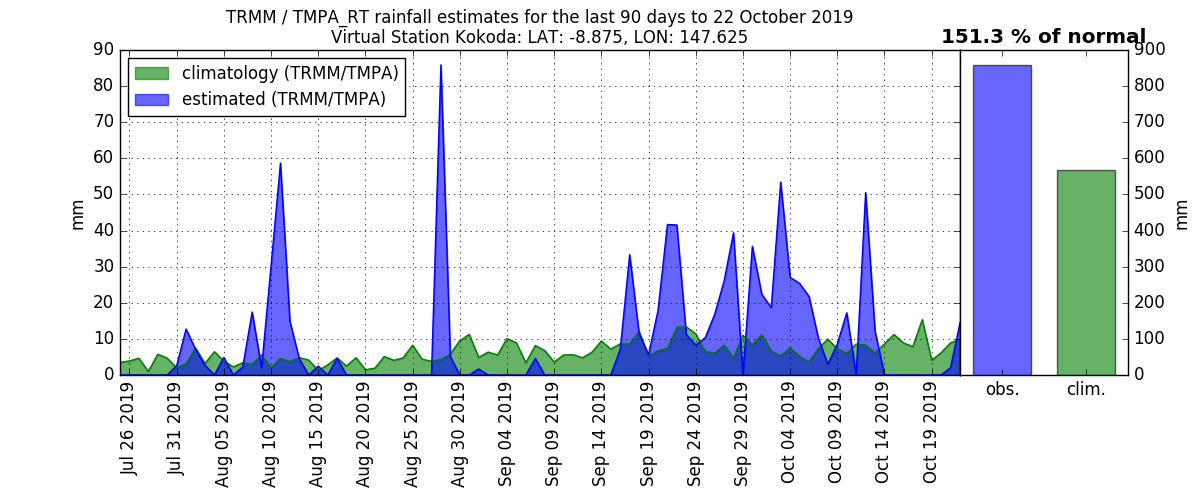 TRMM / TMPA_RT rainfall estimates for the last 90 days to 22 October 2019
Virtual Station Kokoda: LAT: -8.875, LON: 147.625
151.3 % of normal
climatology (TRMM/TMPA)
estimated (TRMM/TMPA)
mm
90
80
70
60
50
40
30
20
10
0
Jul 26 2019
Jul 31 2019
Aug 05 2019
Aug 10 2019
Aug 15 2019
Aug 20 2019
Aug 25 2019
Aug 30 2019
Sep 04 2019
Sep 09 2019
Sep 14 2019
Sep 19 2019
Sep 24 2019
Sep 29 2019
Oct 04 2019
Oct 09 2019
Oct 14 2019
Oct 19 2019
obs.
clim.
900
800
700
600
500
400
300
200
100
0
mm